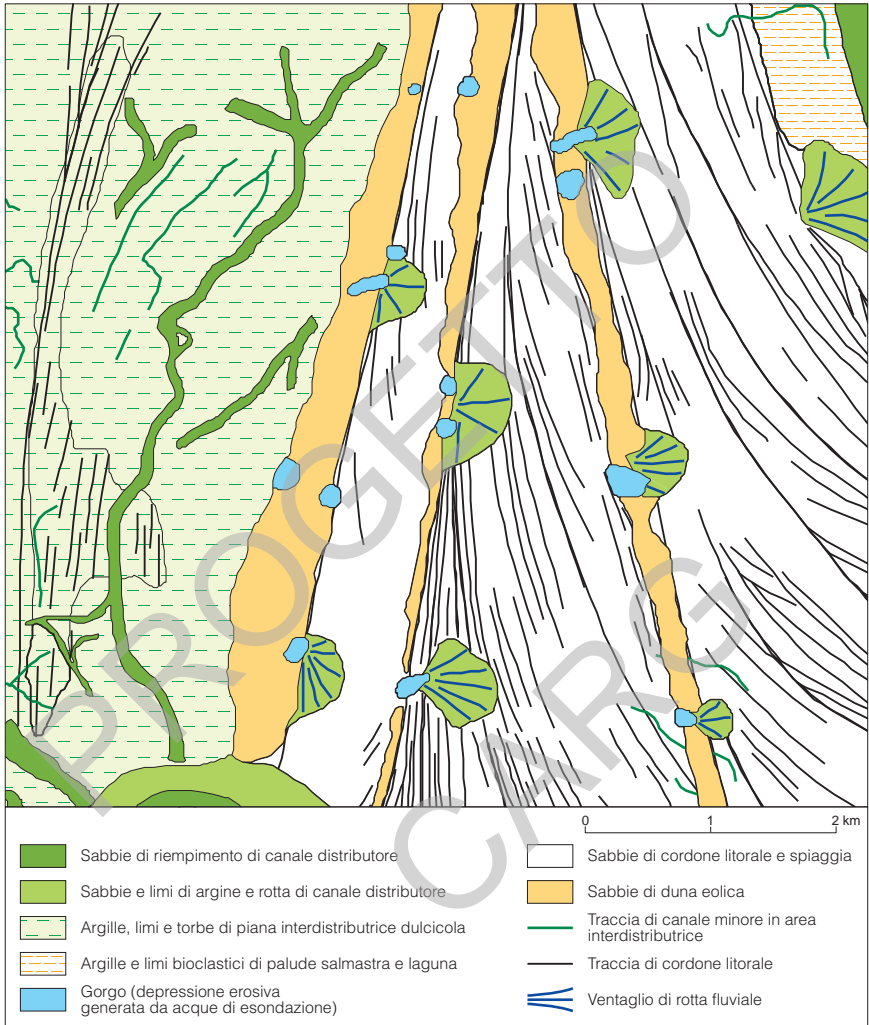 PROGETTO
CARG
0 1 2 km
Sabbie di riempimento di canale distributore
Sabbie e limi di argine e rotta di canale distributore
Argille, limi e torbe di piana interdistributrice dulcicola
Argille e limi bioclastici di palude salmastra e laguna
Gorgo (depressione erosiva
generata da acque di esondazione)
Sabbie di cordone litorale e spiaggia
Sabbie di duna eolica
Traccia di canale minore in area
interdistributrice
Traccia di cordone litorale
Ventaglio di rotta fluviale